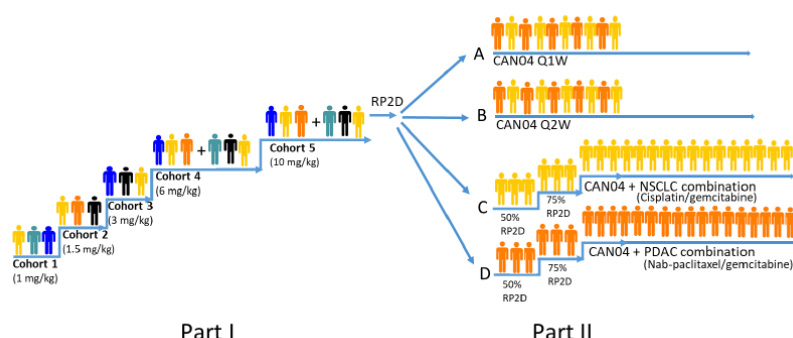 Cohort 1
(1 mg/kg)
Cohort 2
(1.5 mg/kg)
Cohort 3
(3 mg/kg)
+
Cohort 4
(6 mg/kg)
+
Cohort 5
(10 mg/kg)
RP2D
Part I
A
CAN04 Q1W
B
CAN04 Q2W
C
50%
RP2D
75%
RP2D
CAN04 + NSCLC combination
(Cisplatin/gemcitabine)
D
50%
RP2D
75%
RP2D
CAN04 + PDAC combination
(Nab-paclitaxel/gemcitabine)
Part II